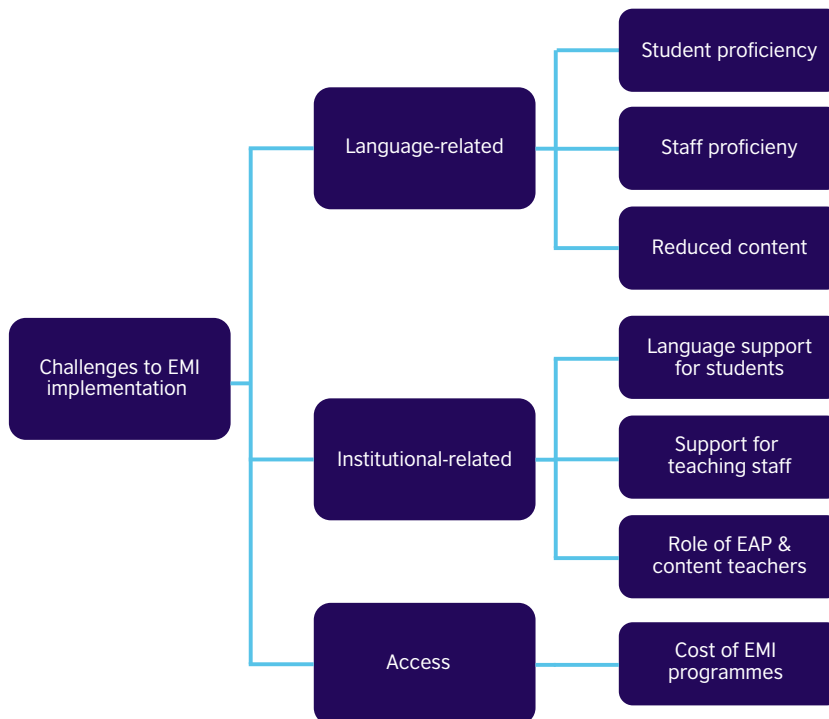 Challenges to EMI
implementation
Language-related
Student proficiency
Staff proficieny
Reduced content
Institutional-related
Language support
for students
Support for
teaching staff
Role of EAP &
content teachers
Access
Cost of EMI
programmes